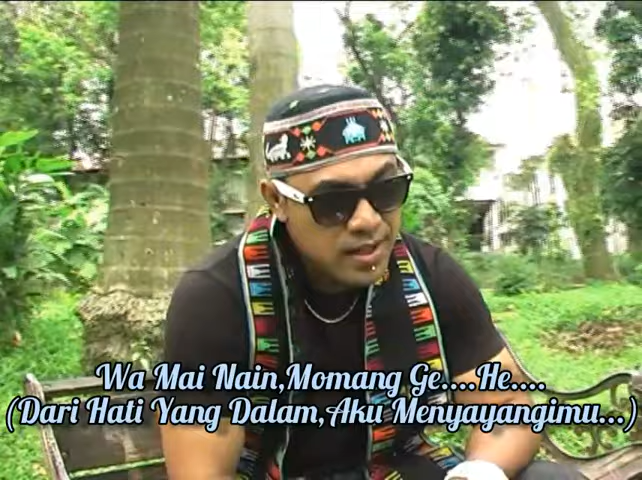 Wa Mai Nain,Momang Ge....He....
(Dari Hati Yang Dalam,Aku Menyayangimu...)